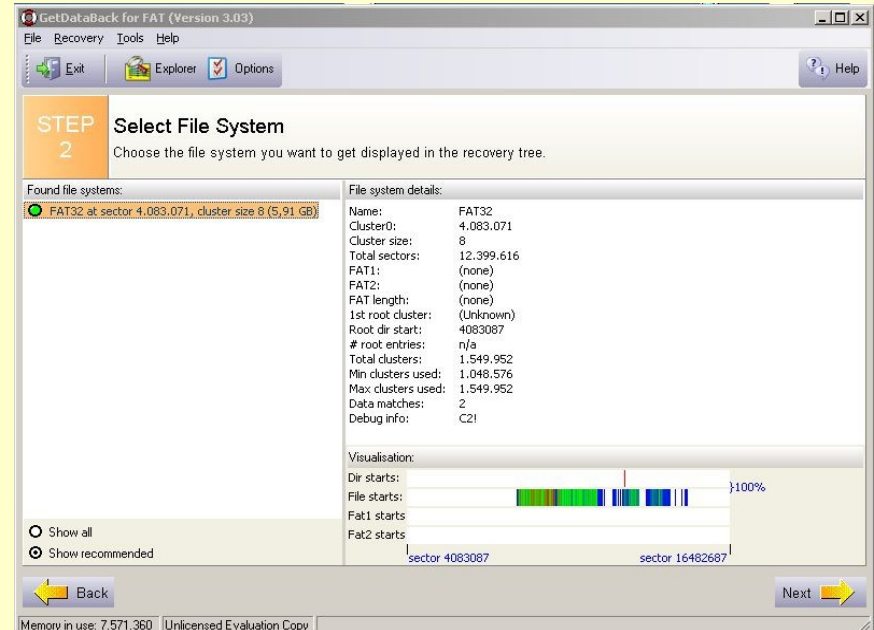 GetDataBack for FAT (Version 3.03)
File Recovery Tools Help
Exit Explorer Options Help
STEP 2
Select File System
Choose the file system you want to get displayed in the recovery tree.
Found file systems:
FAT32 at sector 4.083.071, cluster size 8 (5,91 GB)
Show all
Show recommended
File system details:
Name: FAT32
Cluster0: 4.083.071
Cluster size: 8
Total sectors: 12.399.616
FAT1: (none)
FAT2: (none)
FAT length: (none)
1st root cluster: (Unknown)
Root dir start: 4083087
# root entries: n/a
Total clusters: 1.549.952
Min clusters used: 1.048.576
Max clusters used: 1.549.952
Data matches: 2
Debug info: C2!
Visualisation:
Dir starts:
}100%
File starts:
Fat1 starts
Fat2 starts
sector 4083087 sector 16482687
Back Next
Memory in use: 7.571.360 Unlicensed Evaluation Copy